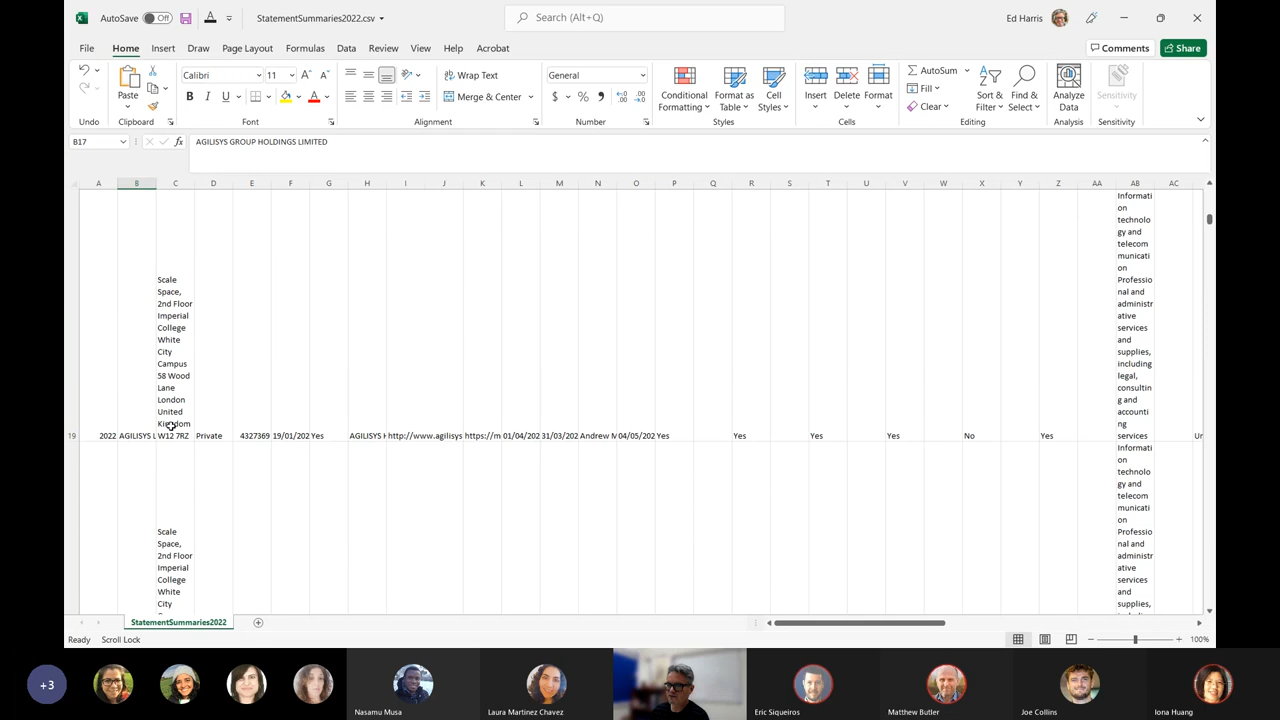 AutoSave Off
StatementSummaries2022.csv
Search (Alt+Q)
Ed Harris
File Home Insert Draw Page Layout Formulas Data Review View Help Acrobat
Comments Share
Paste
Calibri 11
Wrap Text
General
Conditional Formatting
Format as Table
Cell Styles
Insert Delete Format
AutoSum
Sort & Filter
Find & Select
Analyze Data
Sensitivity
B I U
Merge & Center
Fill
Clear
Undo Clipboard Font Alignment Number Styles Cells Editing Analysis Sensitivity
B17
AGILISYS GROUP HOLDINGS LIMITED
A B C D E F G H I J K L M N O P Q R S T U V W X Y Z AA AB AC
Informati
on
technolo
gy and
telecom
municati
on
Professio
nal and
administr
ative
services
and
supplies,
including
legal,
consultin
g and
accounti
ng
services
Scale
Space,
2nd Floor
Imperial
College
White
City
Campus
58 Wood
Lane
London
United
Kingdom
W12 7RZ
19 2022 AGILISYS L Private 4327369 19/01/202 Yes AGILISYS H http://www.agilisys https://m 01/04/202 31/03/202 Andrew M 04/05/202 Yes Yes Yes Yes No Yes Un
Informati
on
technolo
gy and
telecom
municati
on
Professio
nal and
administr
ative
services
and
supplies,
Scale
Space,
2nd Floor
Imperial
College
White
City
StatementSummaries2022
Ready Scroll Lock
100%
+3
Nasamu Musa
Laura Martinez Chavez
Eric Siqueiros
Matthew Butler
Joe Collins
Iona Huang